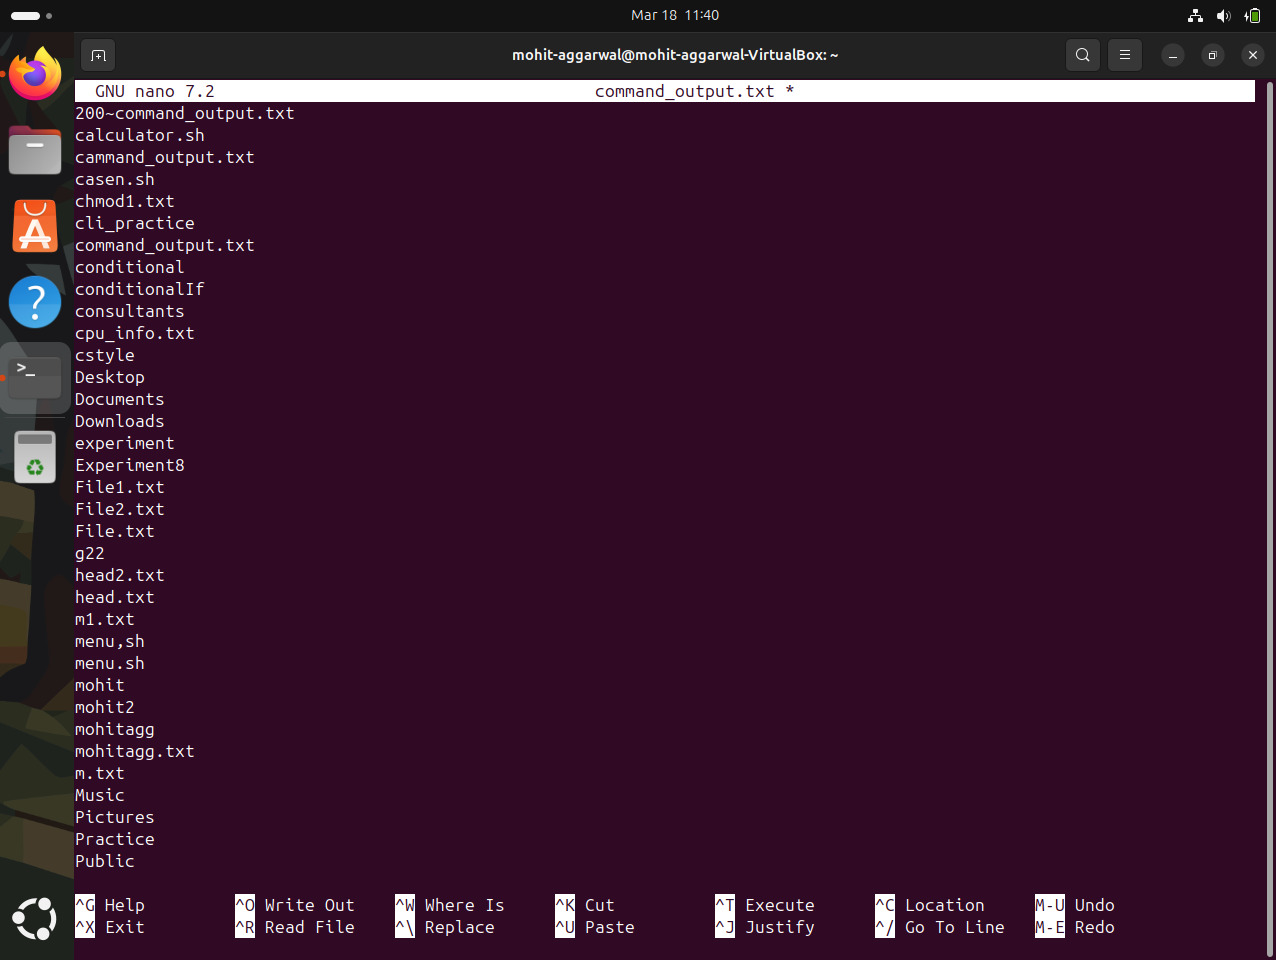 Mar 18 11:40
mohit-aggarwal@mohit-aggarwal-VirtualBox: ~
GNU nano 7.2 command_output.txt *
200~command_output.txt
calculator.sh
cammand_output.txt
casen.sh
chmod1.txt
cli_practice
command_output.txt
conditional
conditionalIf
consultants
cpu_info.txt
cstyle
Desktop
Documents
Downloads
experiment
Experiment8
File1.txt
File2.txt
File.txt
g22
head2.txt
head.txt
m1.txt
menu,sh
menu.sh
mohit
mohit2
mohitagg
mohitagg.txt
m.txt
Music
Pictures
Practice
Public
^G Help ^O Write Out ^W Where Is ^K Cut ^T Execute ^C Location M-U Undo
^X Exit ^R Read File ^\ Replace ^U Paste ^J Justify ^/ Go To Line M-E Redo